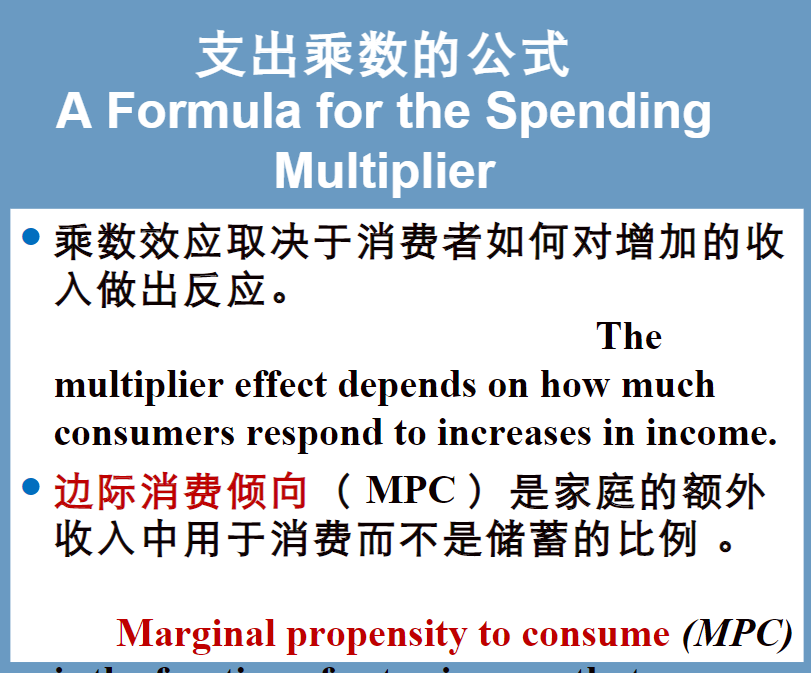 支出乘数的公式
A Formula for the Spending
Multiplier
乘数效应取决于消费者如何对增加的收
入做出反应。
The
multiplier effect depends on how much
consumers respond to increases in income.
边际消费倾向（ MPC ）是家庭的额外
收入中用于消费而不是储蓄的比例 。
Marginal propensity to consume (MPC)